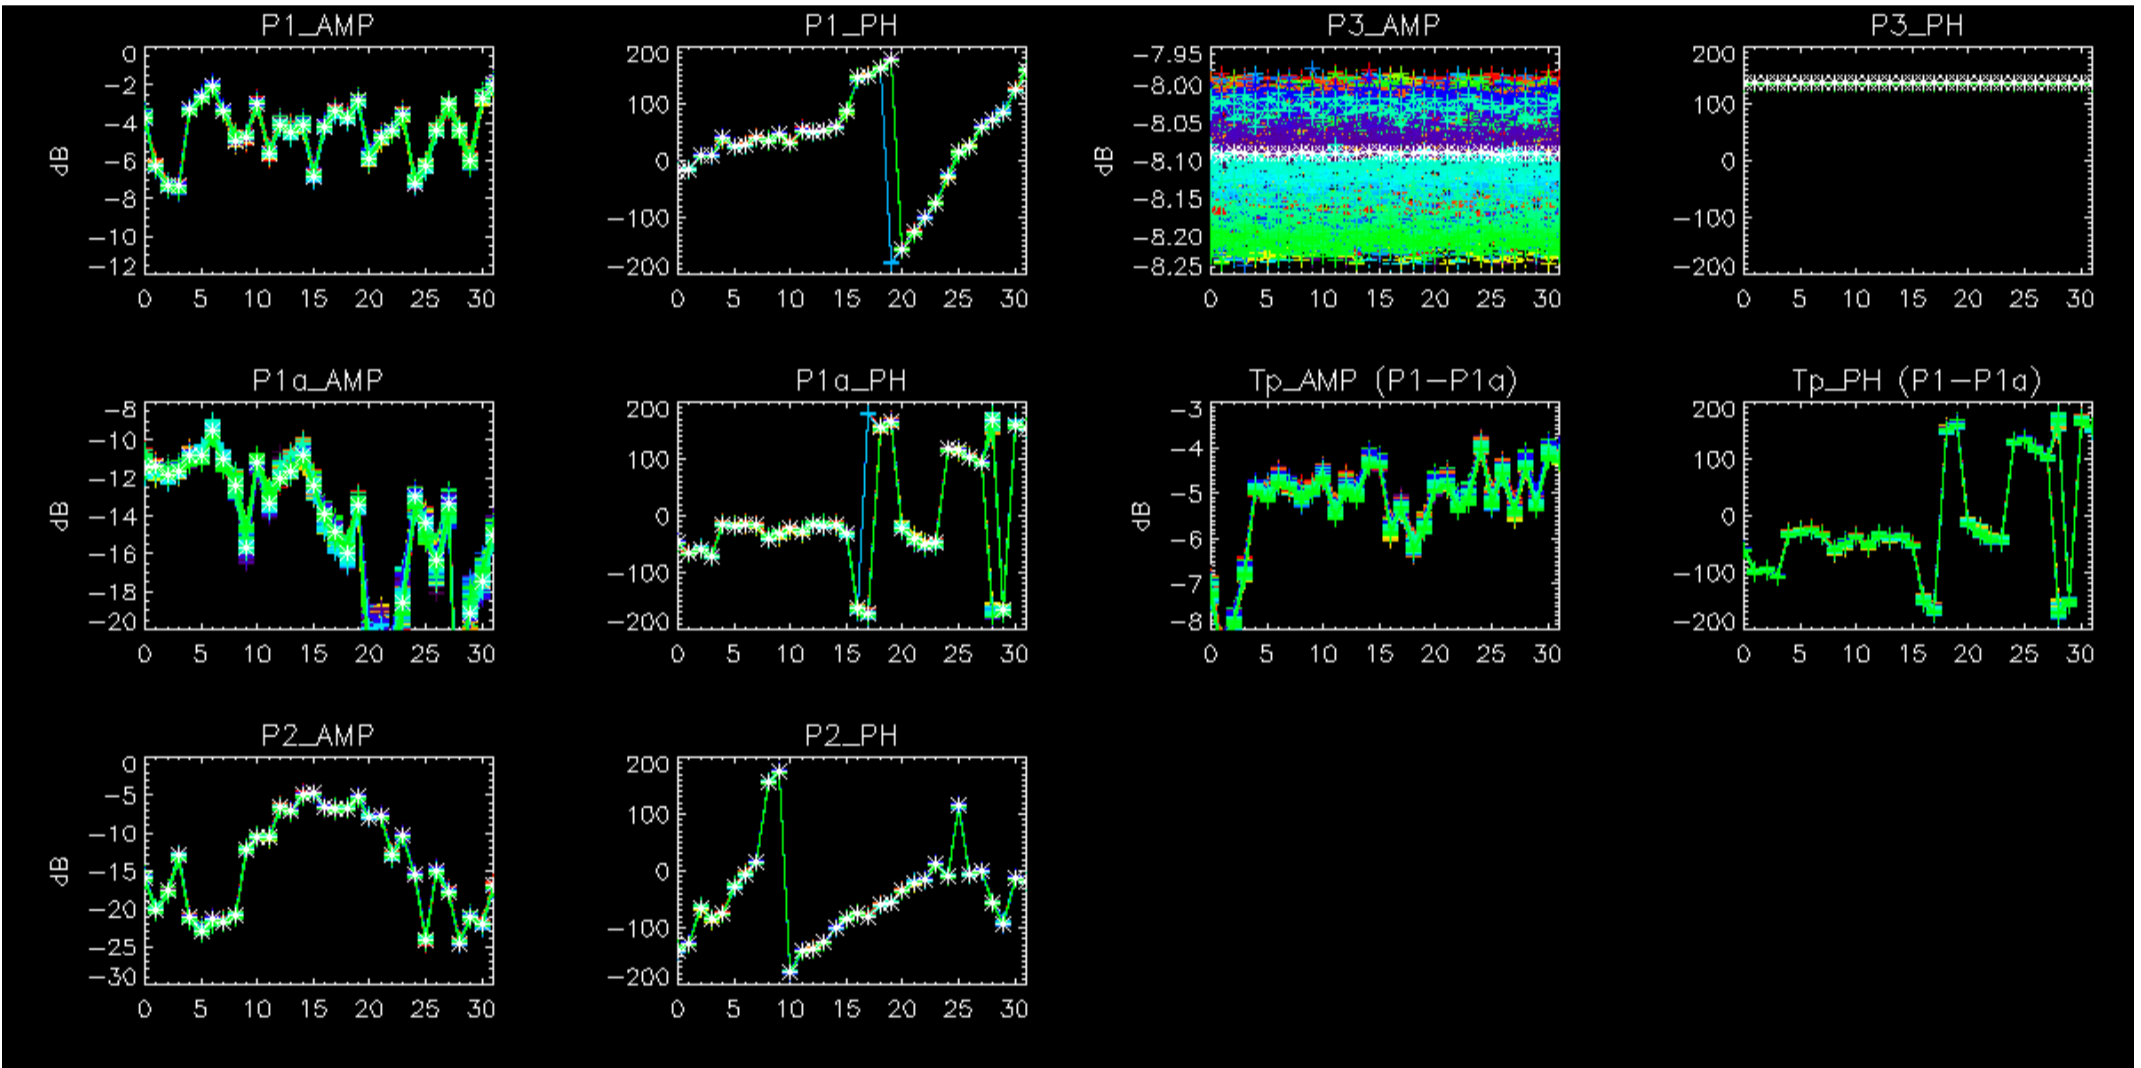 P1_AMP
0
−2
−4
−6
−8
−10
−12
dB
0 5 10 15 20 25 30
P1_PH
200
100
0
−100
−200
0 5 10 15 20 25 30
P3_AMP
−7.95
−8.00
−8.05
−8.10
−8.15
−8.20
−8.25
dB
0 5 10 15 20 25 30
P3_PH
200
100
0
−100
−200
0 5 10 15 20 25 30
P1a_AMP
−8
−10
−12
−14
−16
−18
−20
dB
0 5 10 15 20 25 30
P1a_PH
200
100
0
−100
−200
0 5 10 15 20 25 30
Tp_AMP (P1−P1a)
−3
−4
−5
−6
−7
−8
dB
0 5 10 15 20 25 30
Tp_PH (P1−P1a)
200
100
0
−100
−200
0 5 10 15 20 25 30
P2_AMP
0
−5
−10
−15
−20
−25
−30
dB
0 5 10 15 20 25 30
P2_PH
200
100
0
−100
−200
0 5 10 15 20 25 30